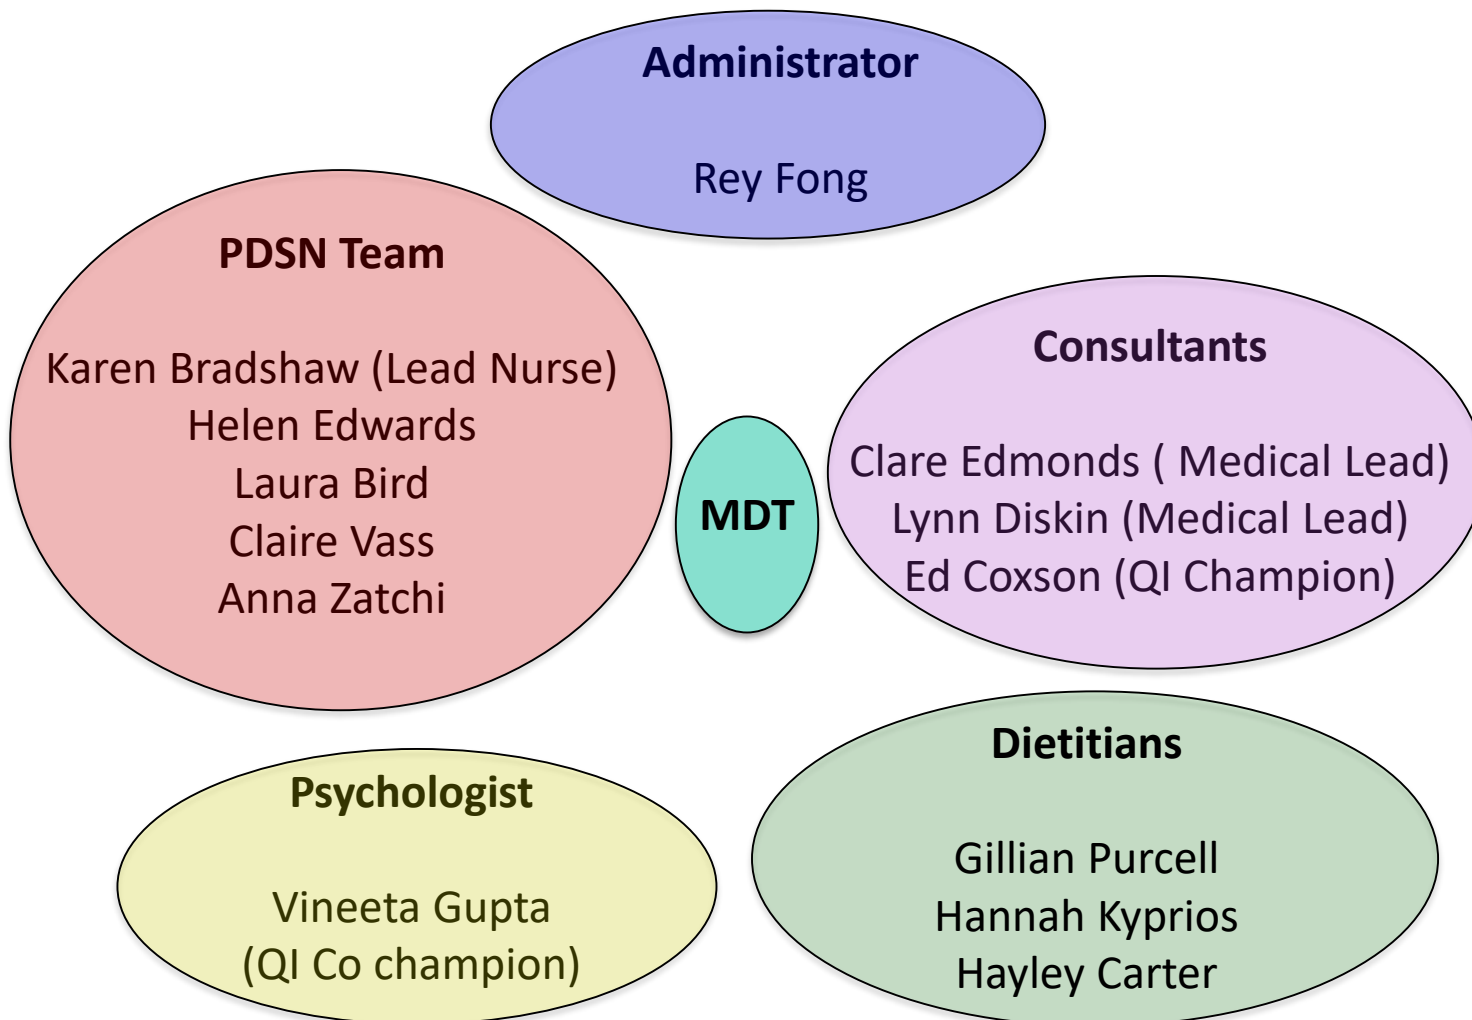 Administrator
Rey Fong
PDSN Team
Karen Bradshaw (Lead Nurse)
Helen Edwards
Laura Bird
Claire Vass
Anna Zatchi
Consultants
Clare Edmonds ( Medical Lead)
Lynn Diskin (Medical Lead)
Ed Coxson (QI Champion)
MDT
Psychologist
Vineeta Gupta
(QI Co champion)
Dietitians
Gillian Purcell
Hannah Kyprios
Hayley Carter